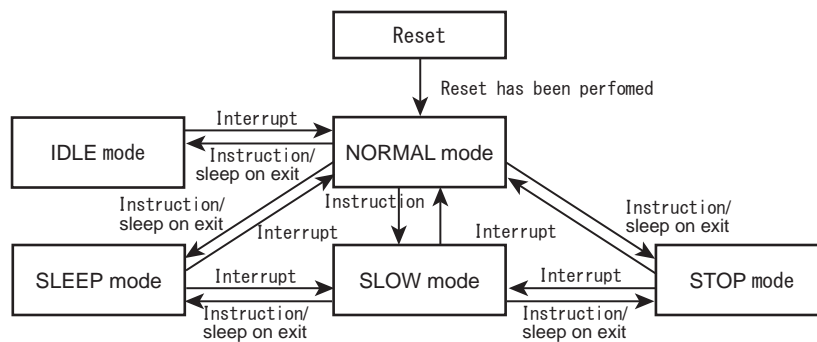 Reset
Reset has been perfomed
Interrupt
IDLE mode
NORMAL mode
Instruction/
sleep on exit
Instruction/
sleep on exit
Instruction
Instruction/
sleep on exit
Interrupt
Interrupt
SLEEP mode
Interrupt
SLOW mode
Interrupt
STOP mode
Instruction/
sleep on exit
Instruction/
sleep on exit